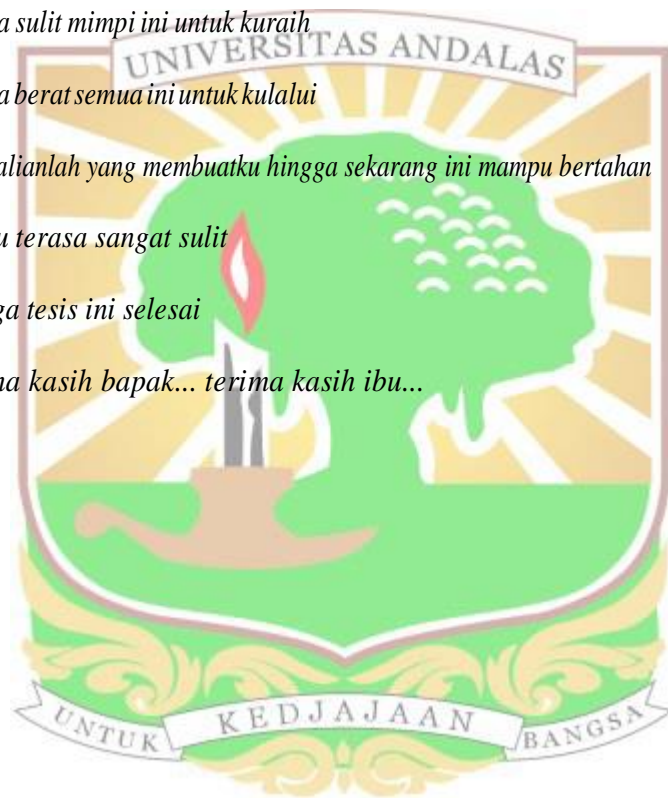 a sulit mimpi ini untuk kuraih
UNIVERSITAS ANDALAS
a berat semua ini untuk kulalui
alianlah yang membuatku hingga sekarang ini mampu bertahan
u terasa sangat sulit
ga tesis ini selesai
na kasih bapak... terima kasih ibu...
UNTUK KEDJAJAAN BANGSA